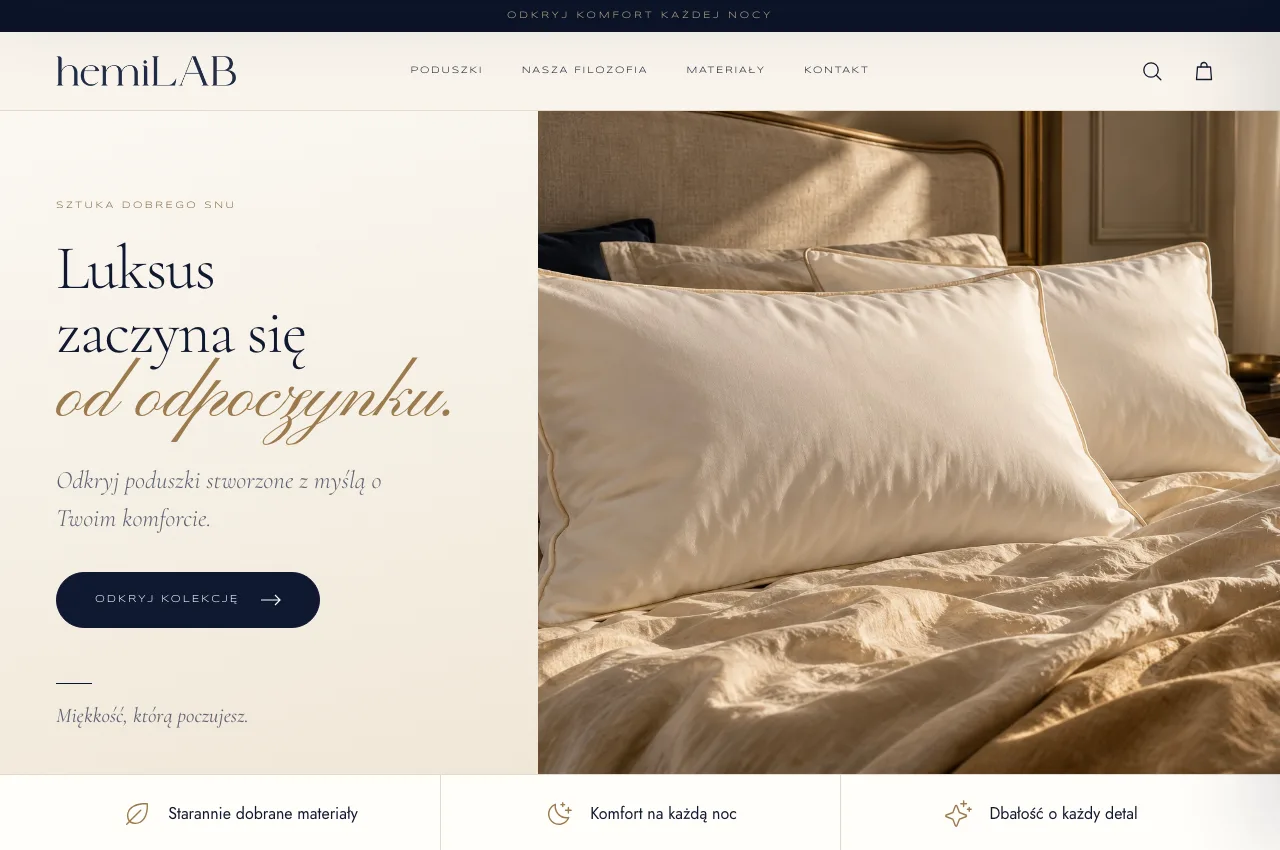 ODKRYJ KOMFORT KAŻDEJ NOCY
hemiLAB
PODUSZKI
NASZA FILOZOFIA
MATERIAŁY
KONTAKT
SZTUKA DOBREGO SNU
Luksus
zaczyna się
od odpoczynku.
Odkryj poduszki stworzone z myślą o
Twoim komforcie.
ODKRYJ KOLEKCJĘ
Miękkość, którą poczujesz.
Starannie dobrane materiały
Komfort na każdą noc
Dbałość o każdy detal